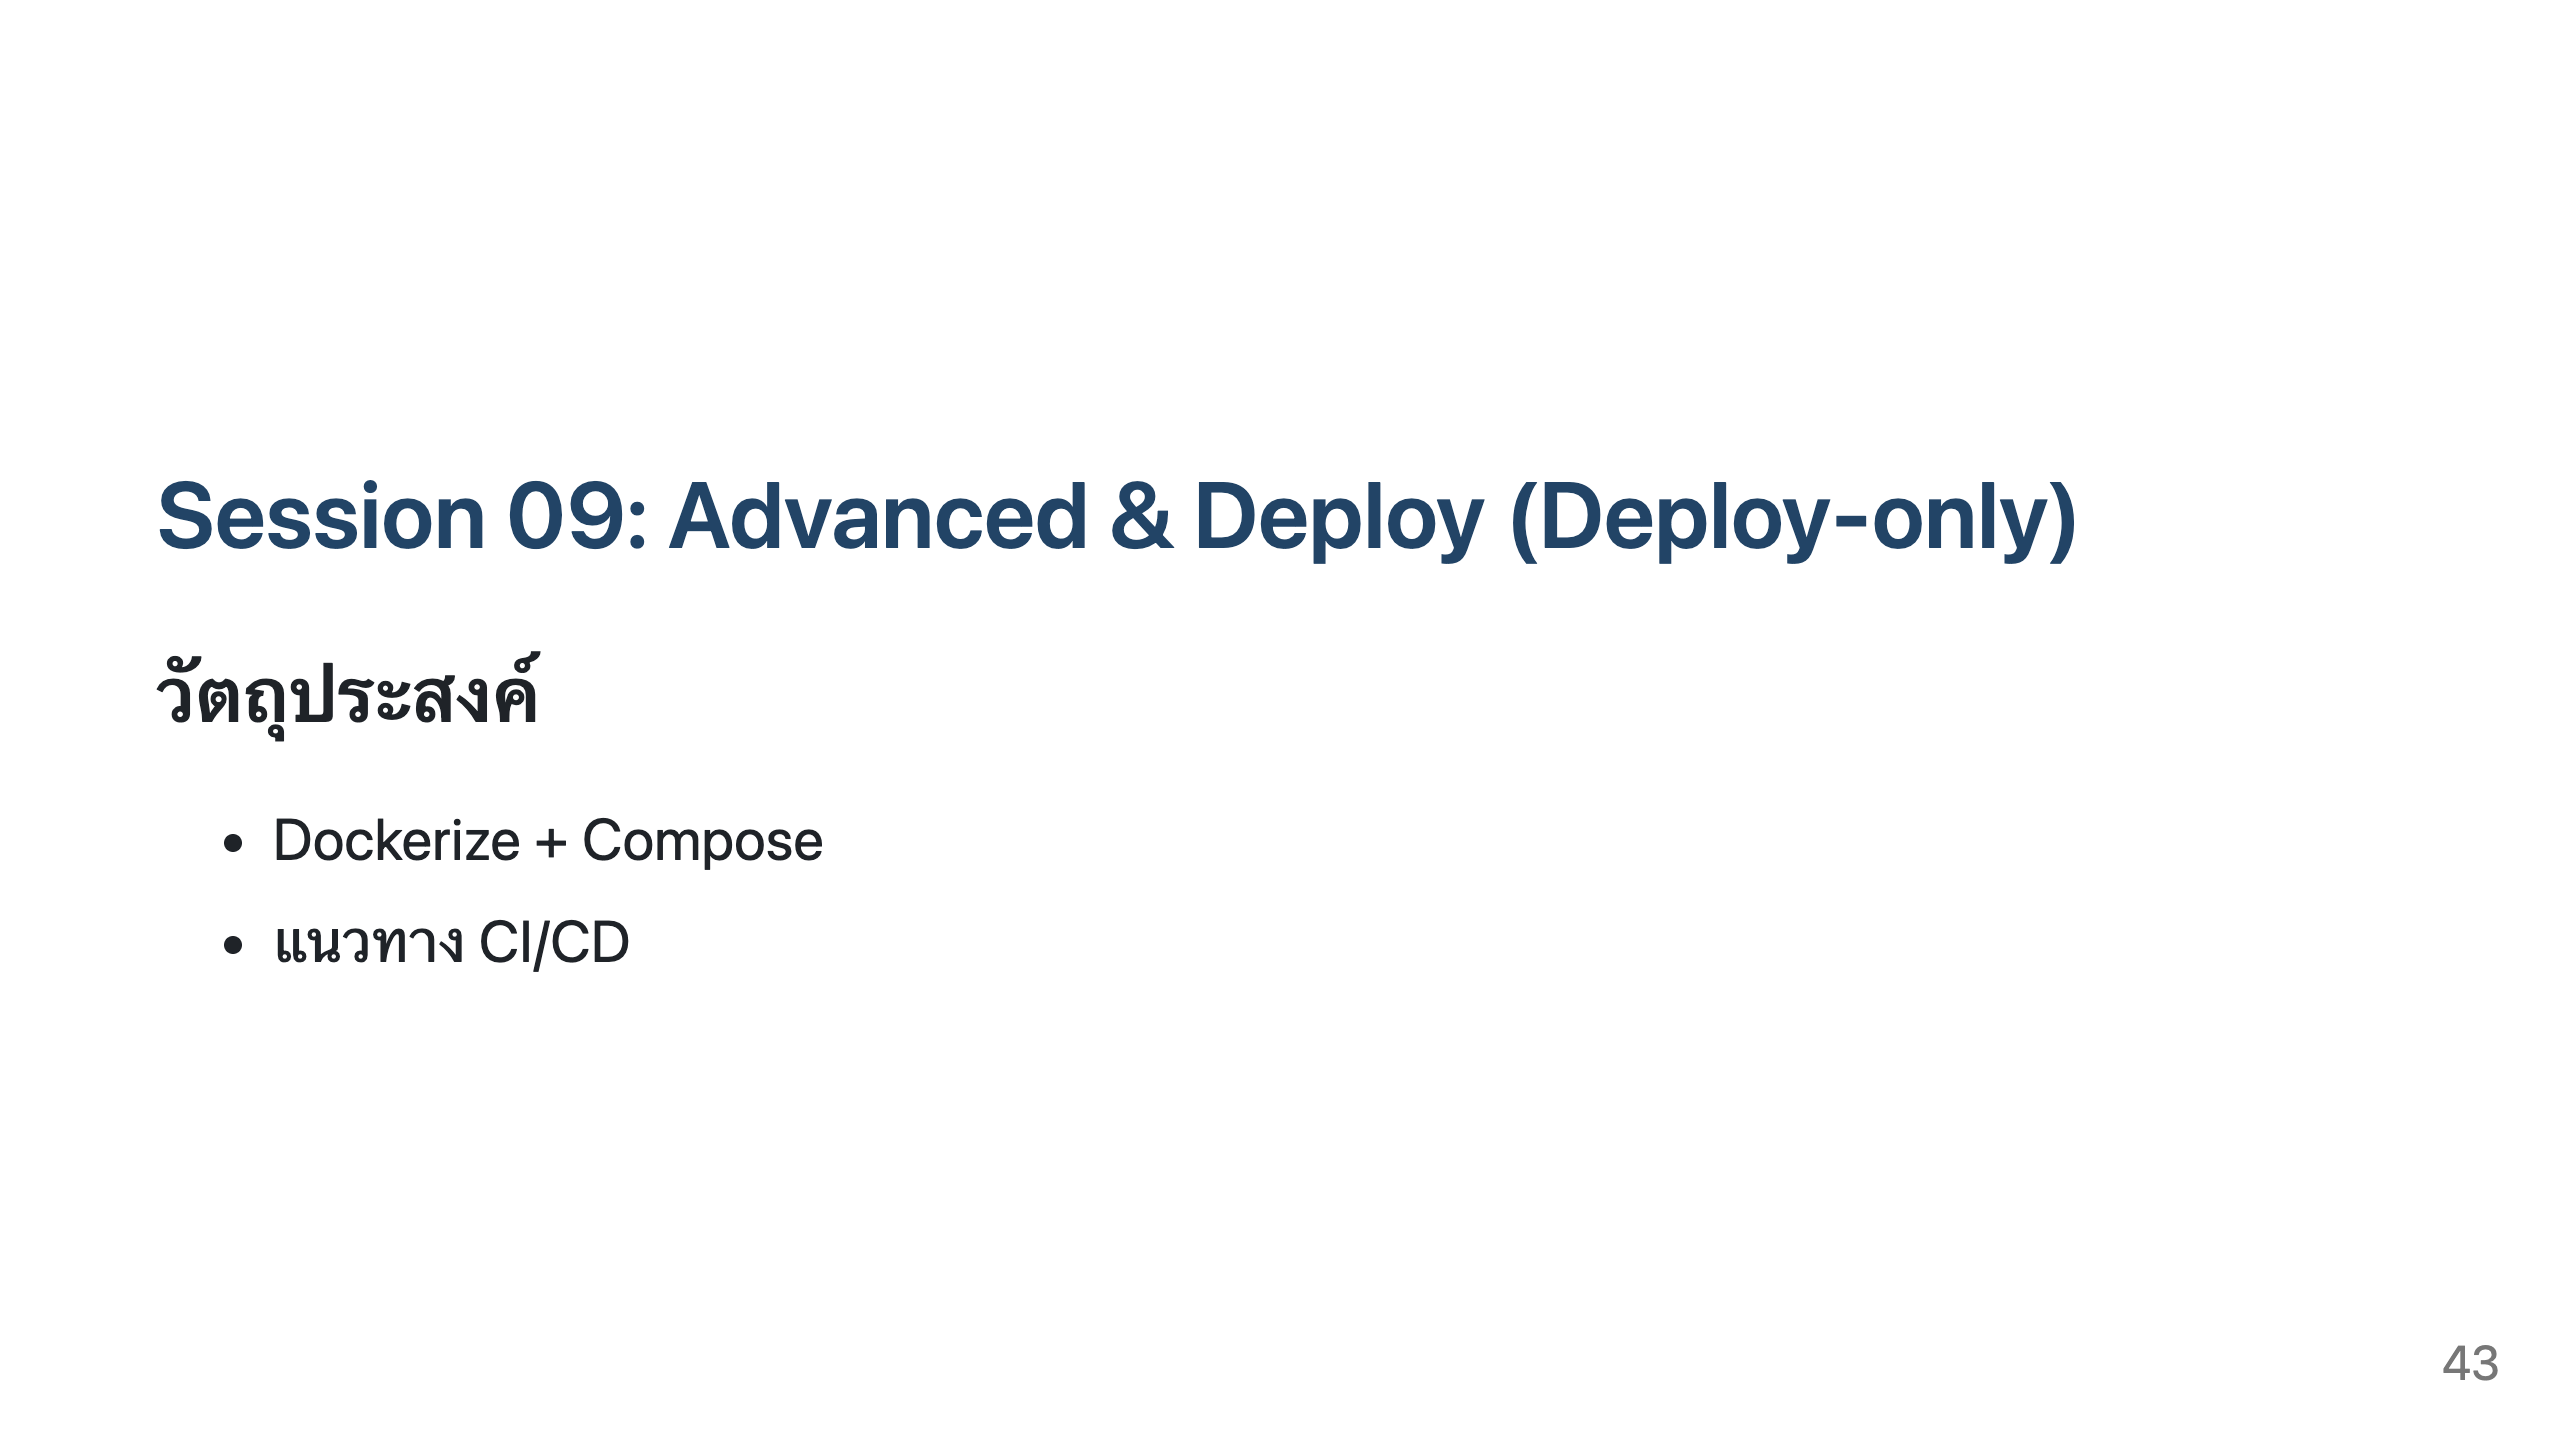 Session 09: Advanced & Deploy (Deploy-only)
วัตถุประสงค์
• Dockerize + Compose
• แนวทาง CI/CD
43